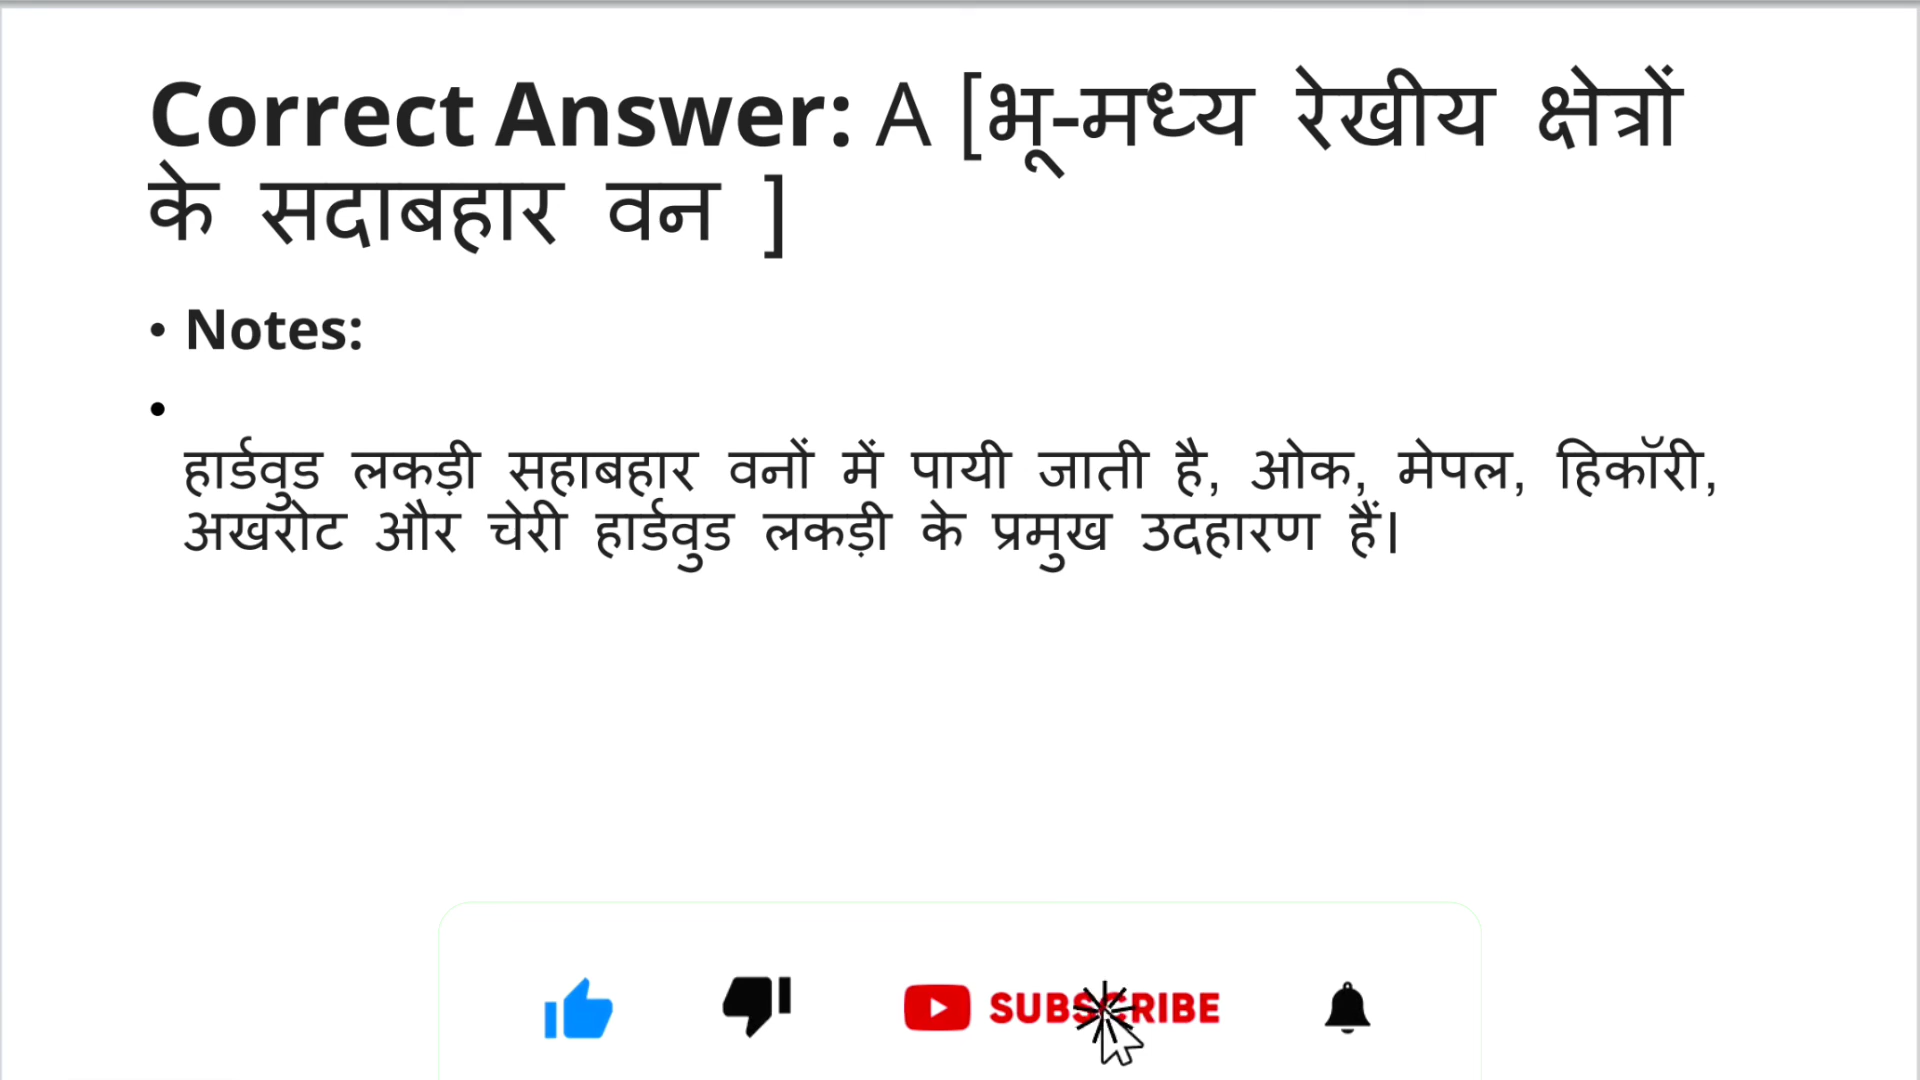 Correct Answer: A [भू-मध्य रेखीय क्षेत्रों
के सदाबहार वन ]
• Notes:
•
हार्डवुड लकड़ी सहाबहार वनों में पायी जाती है, ओक, मेपल, हिकॉरी,
अखरोट और चेरी हार्डवुड लकड़ी के प्रमुख उदहारण हैं।
SUBSCRIBE